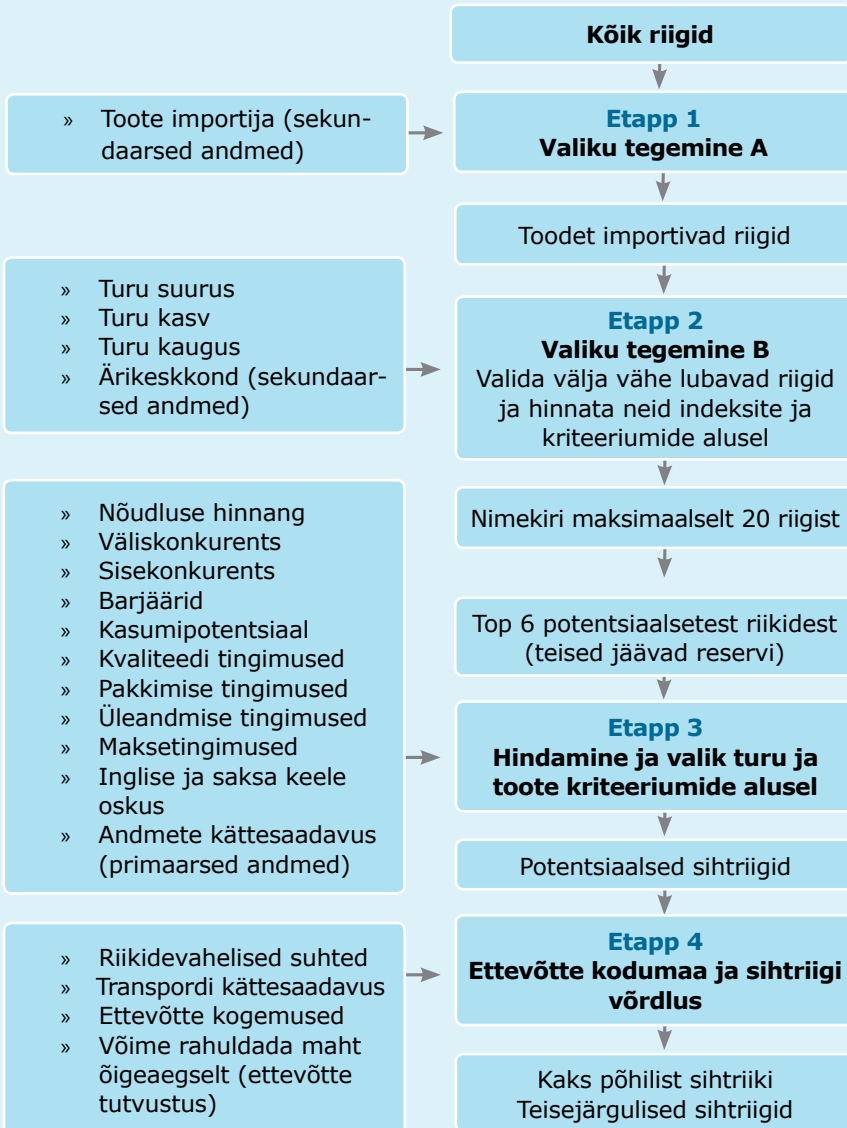 Kõik riigid
» Toote importija (sekun-
daarsed andmed)
Etapp 1
Valiku tegemine A
Toodet importivad riigid
» Turu suurus
» Turu kasv
» Turu kaugus
» Ärikeskkond (sekundaar-
sed andmed)
Etapp 2
Valiku tegemine B
Valida välja vähe lubavad riigid
ja hinnata neid indeksite ja
kriteeriumide alusel
Nimekiri maksimaalselt 20 riigist
Top 6 potentsiaalsetest riikidest
(teised jäävad reservi)
» Nõudluse hinnang
» Väliskonkurents
» Sisekonkurents
» Barjäärid
» Kasumipotentsiaal
» Kvaliteedi tingimused
» Pakkimise tingimused
» Üleandmise tingimused
» Maksetingimused
» Inglise ja saksa keele
oskus
» Andmete kättesaadavus
(primaarsed andmed)
Etapp 3
Hindamine ja valik turu ja
toote kriteeriumide alusel
Potentsiaalsed sihtriigid
» Riikidevahelised suhted
» Transpordi kättesaadavus
» Ettevõtte kogemused
» Võime rahuldada maht
õigeaegselt (ettevõtte
tutvustus)
Etapp 4
Ettevõtte kodumaa ja sihtriigi
võrdlus
Kaks põhilist sihtriiki
Teisejärgulised sihtriigid